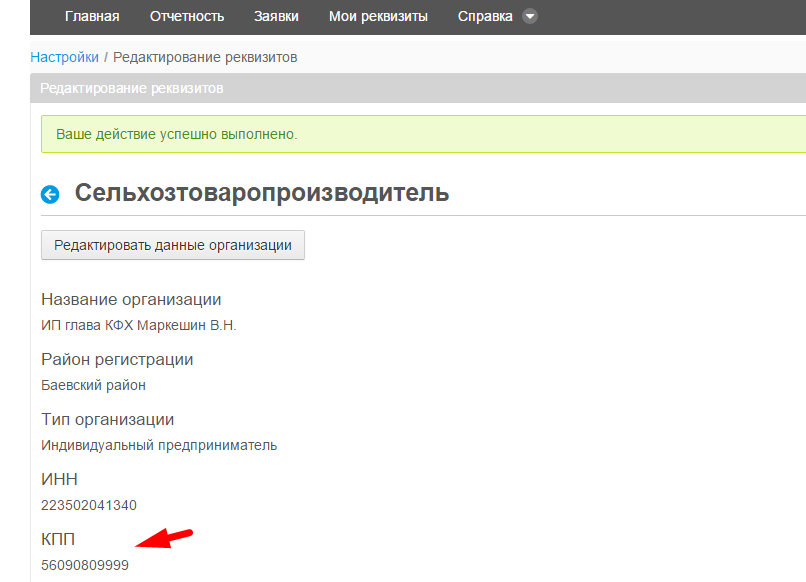 Главная Отчетность Заявки Мои реквизиты Справка
Настройки / Редактирование реквизитов
Редактирование реквизитов
Ваше действие успешно выполнено.
Сельхозтоваропроизводитель
Редактировать данные организации
Название организации
ИП глава КФХ Маркешин В.Н.
Район регистрации
Баевский район
Тип организации
Индивидуальный предприниматель
ИНН
223502041340
КПП
56090809999